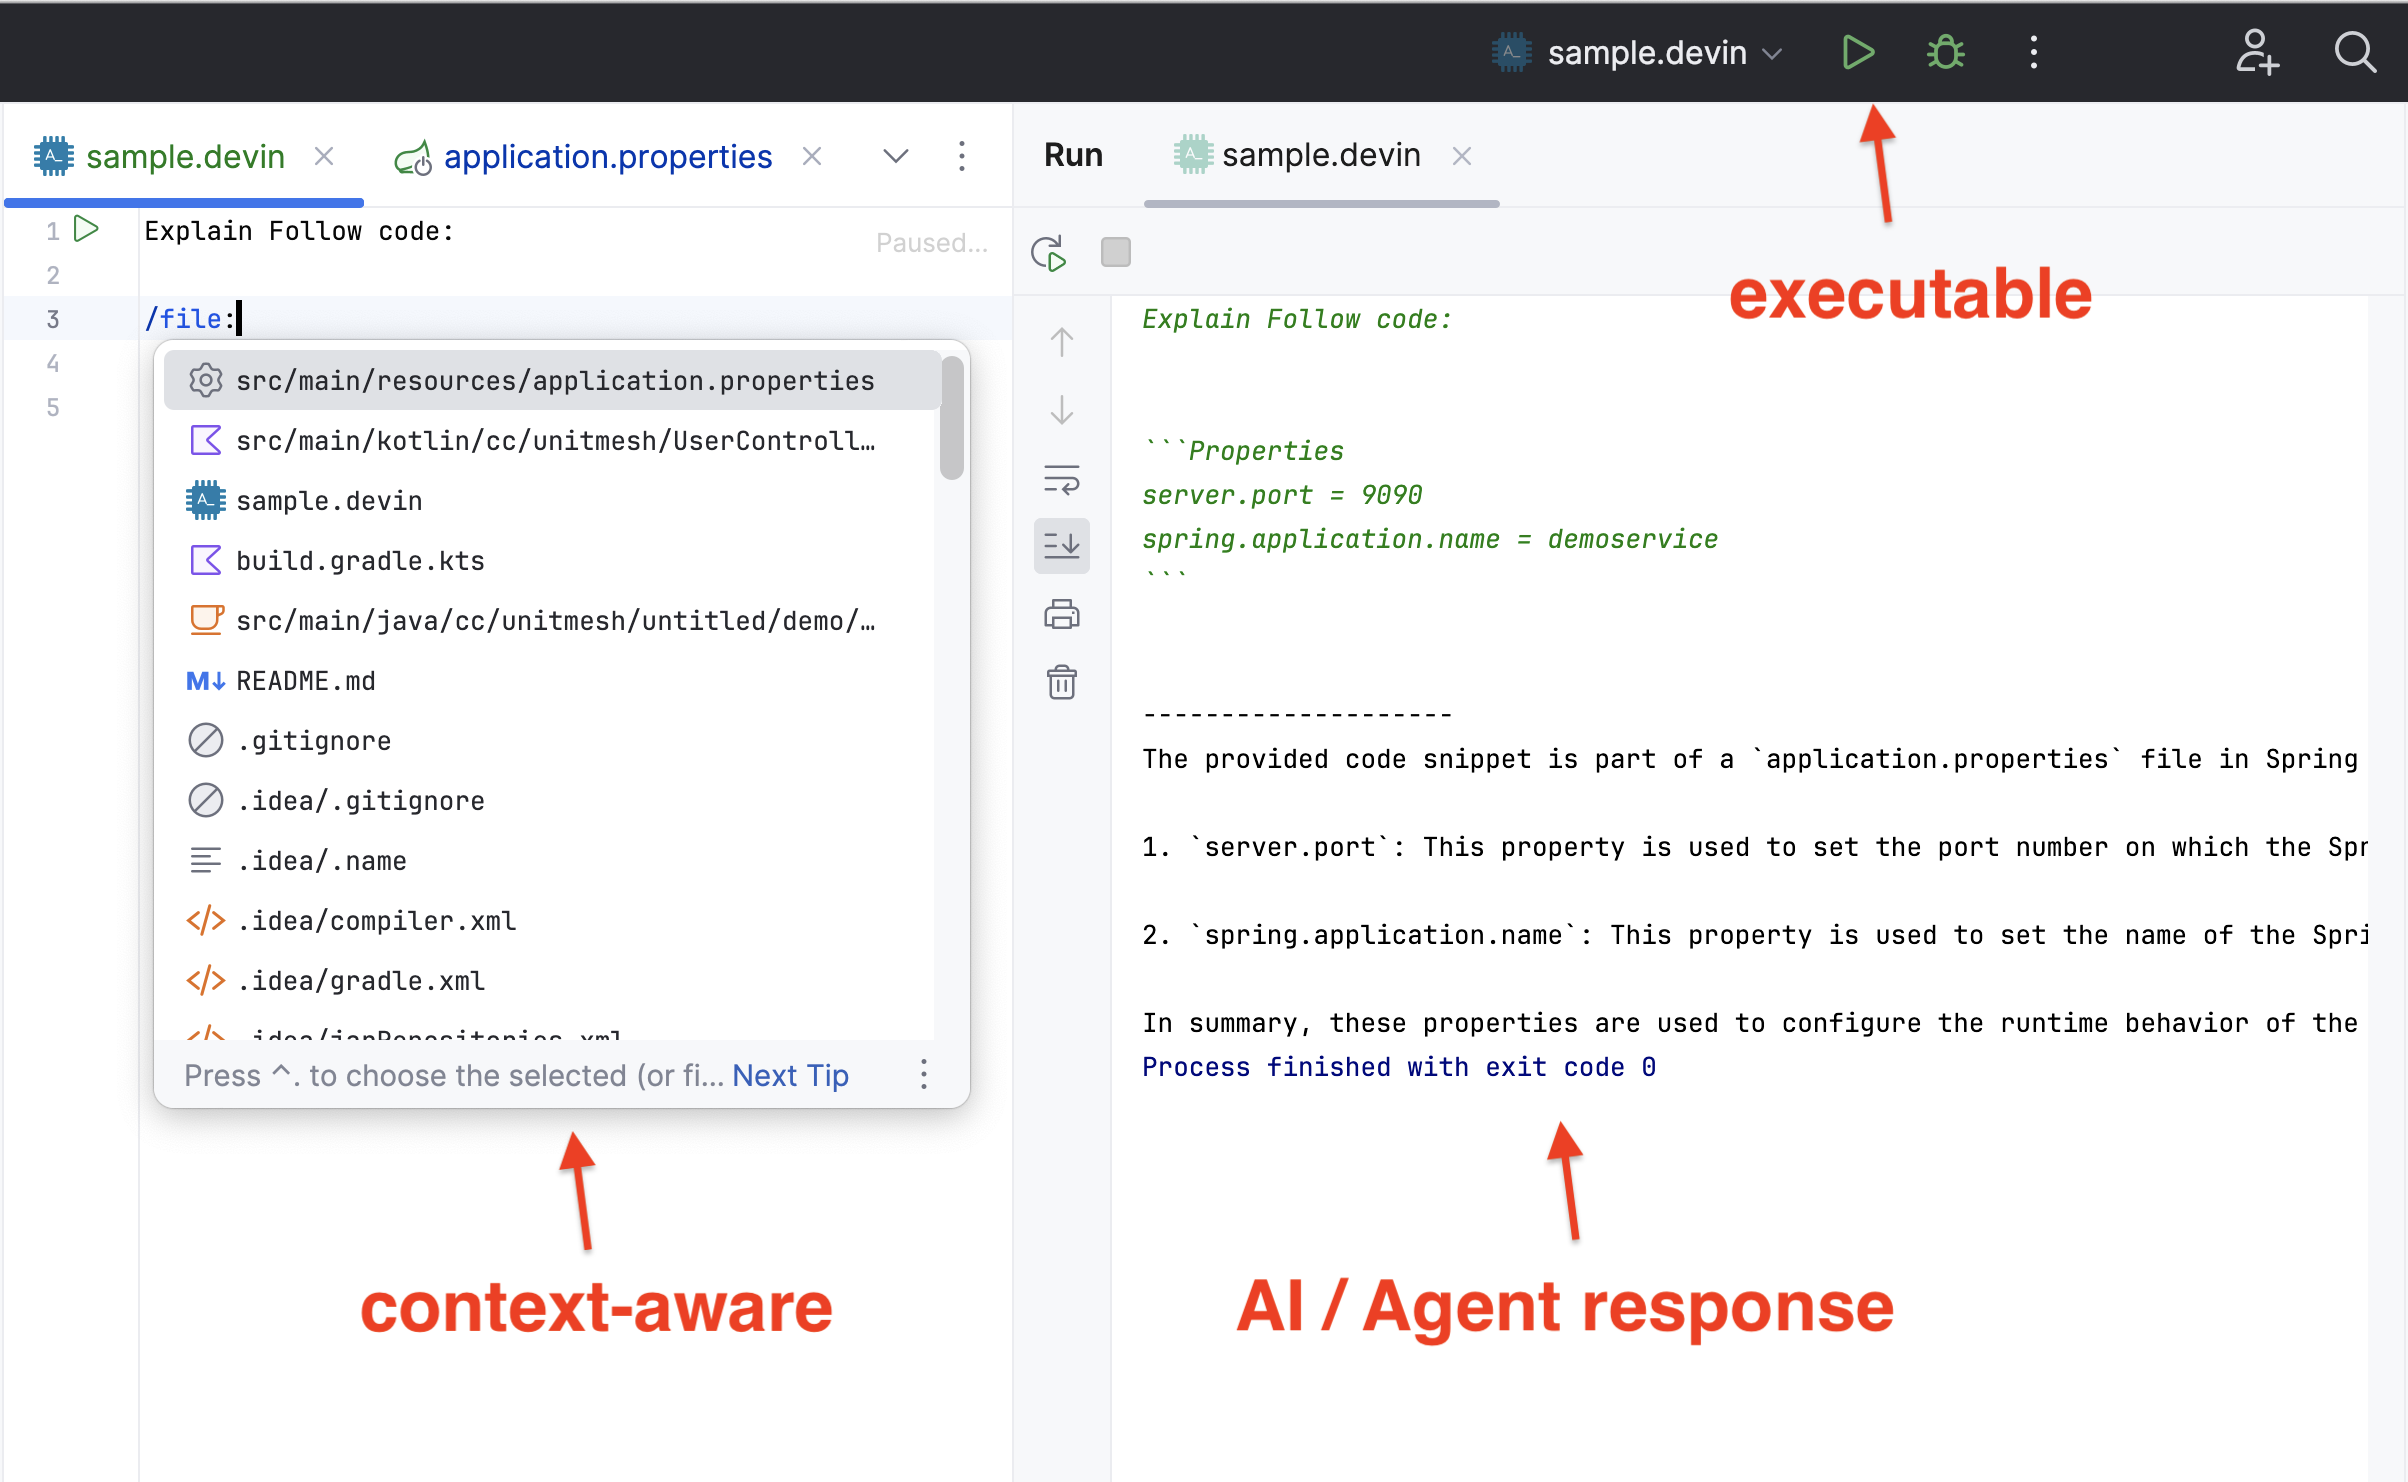 sample.devin
sample.devin
application.properties
Run
sample.devin
1
Explain Follow code:
Paused...
2
3
/file:
4
5
src/main/resources/application.properties
src/main/kotlin/cc/unitmesh/UserControll…
sample.devin
build.gradle.kts
src/main/java/cc/unitmesh/untitled/demo/…
M↓ README.md
.gitignore
.idea/.gitignore
.idea/.name
.idea/compiler.xml
.idea/gradle.xml
.idea/jarRepositories.xml
Press ^. to choose the selected (or fi... Next Tip
context-aware
executable
Explain Follow code:
```Properties
server.port = 9090
spring.application.name = demoservice
```
--------------------
The provided code snippet is part of a `application.properties` file in Spring
1. `server.port`: This property is used to set the port number on which the Spr
2. `spring.application.name`: This property is used to set the name of the Spri
In summary, these properties are used to configure the runtime behavior of the
Process finished with exit code 0
AI / Agent response